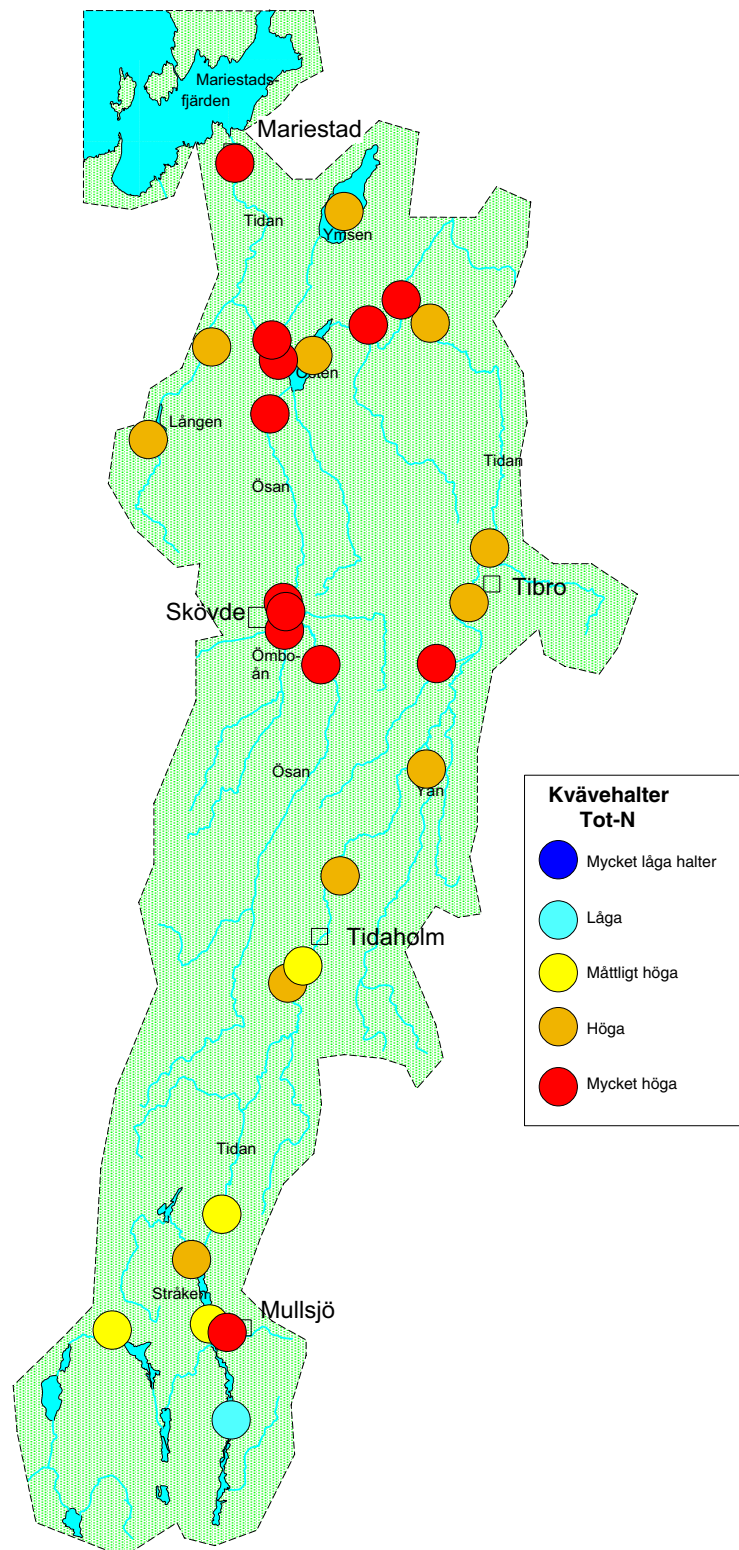 Mariestads-
fjärden
Mariestad
Tidan
Ymsen
Östen
Lången
Tidan
Ösan
Tibro
Skövde
Ömbo-
ån
Ösan
Yan
Kvävehalter
Tot-N
Mycket låga halter
Låga
Måttligt höga
Höga
Mycket höga
Tidaholm
Tidan
Stråken
Mullsjö